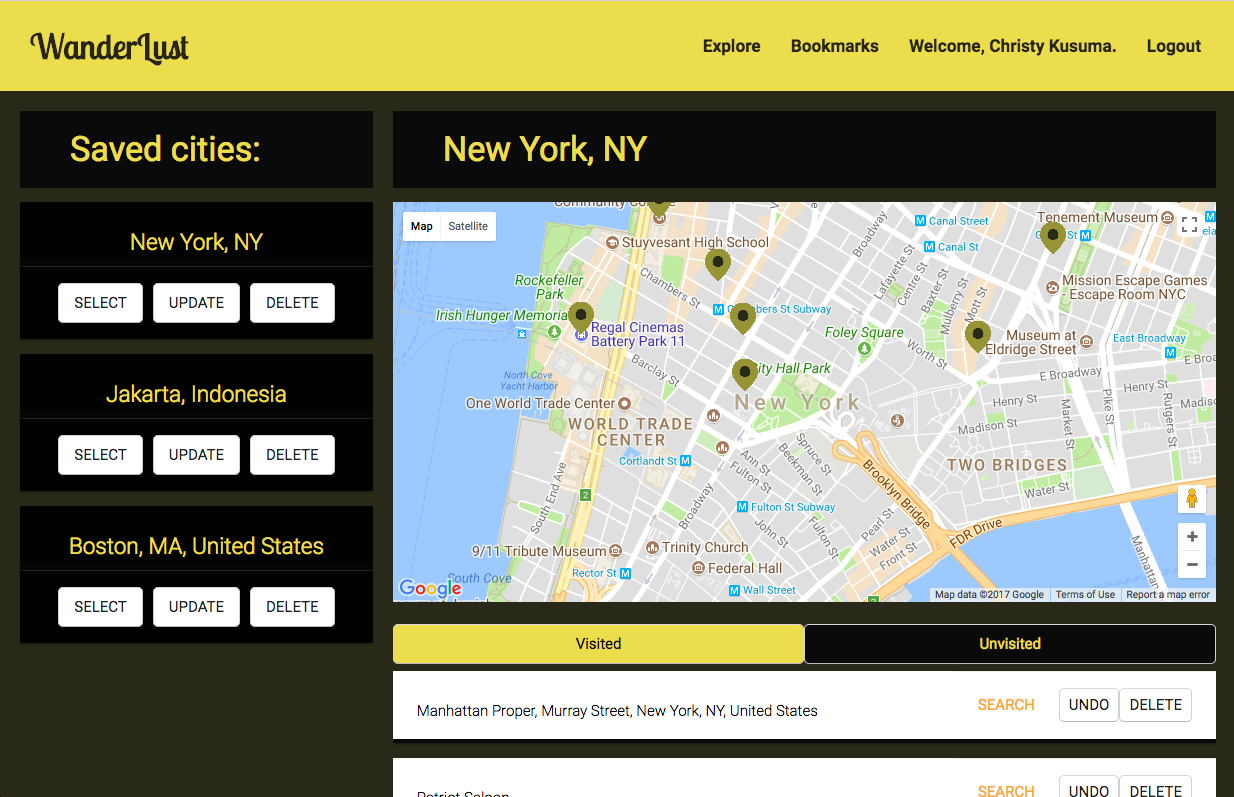 WanderLust
Explore
Bookmarks
Welcome, Christy Kusuma.
Logout
Saved cities:
New York, NY
SELECT
UPDATE
DELETE
Jakarta, Indonesia
SELECT
UPDATE
DELETE
Boston, MA, United States
SELECT
UPDATE
DELETE
New York, NY
Map
Satellite
Community College
Stuyvesant High School
Rockefeller
Park
Irish Hunger Memorial
Regal Cinemas
Battery Park 11
North Cove
Yacht Harbor
One World Trade Center
WORLD TRADE
CENTER
Cortlandt St
South End Ave
2
9/11 Tribute Museum
Rector St
South Cove
Chambers St
Chambers St Subway
Barclay St
City Hall Park
New York
Foley Square
Broadway
Lafayette St
Centre St
Baxter St
Mulberry St
Mott St
Worth St
Canal Street
Canal St
Tenement Museum
Mission Escape Games
- Escape Room NYC
Museum at
Eldridge Street
East Broadway
E Broadway
E Broa
Henry St
Henry St
Madison St
Madiso
Market St
Pike St
Rutgers St
TWO BRIDGES
Water St
Ann St
Fulton St
Beekman St
Spruce St
Broadway
Fulton St Subway
John St
Fulton St
Pearl St
Water St
Front St
Brooklyn Bridge
FDR Drive
Manhattan
Trinity Church
Federal Hall
Wall Street
Google
Map data ©2017 Google
Terms of Use
Report a map error
Visited
Unvisited
Manhattan Proper, Murray Street, New York, NY, United States
SEARCH
UNDO
DELETE
Patriot Saloon
SEARCH
UNDO
DELETE